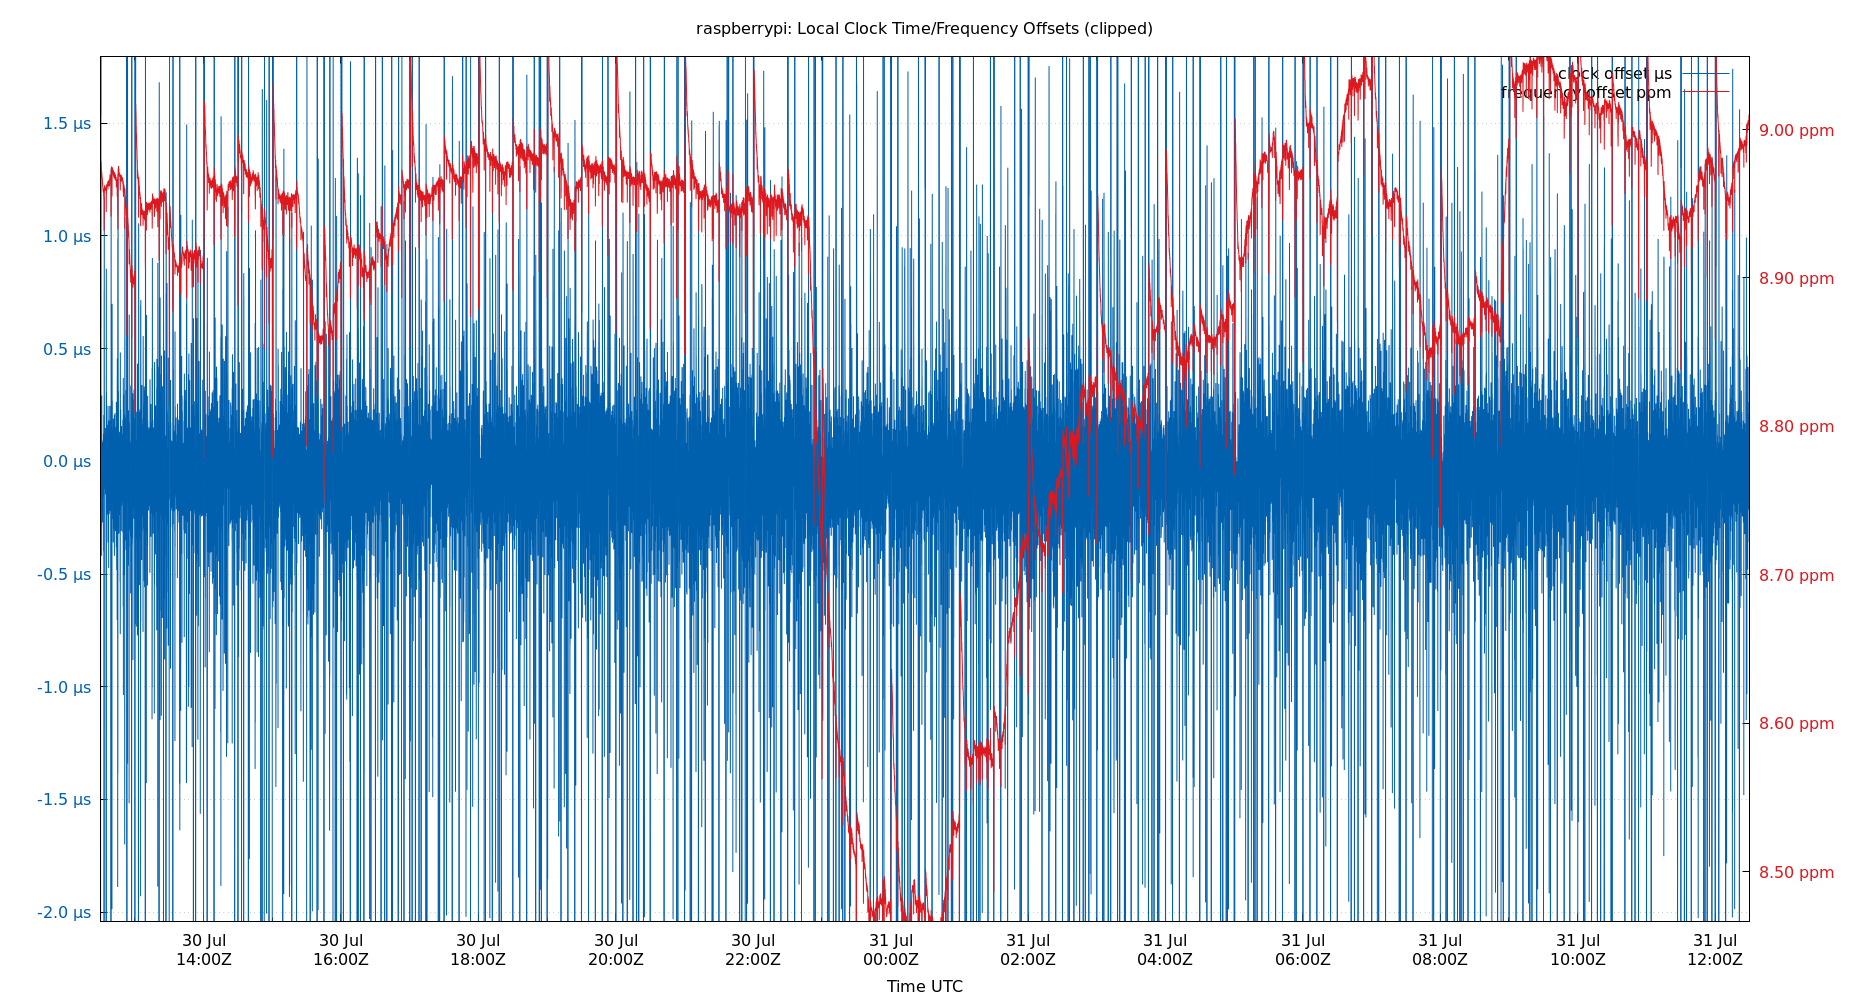 raspberrypi: Local Clock Time/Frequency Offsets (clipped)
clock offset µs
frequency offset ppm
1.5 µs
1.0 µs
0.5 µs
0.0 µs
-0.5 µs
-1.0 µs
-1.5 µs
-2.0 µs
9.00 ppm
8.90 ppm
8.80 ppm
8.70 ppm
8.60 ppm
8.50 ppm
30 Jul 30 Jul 30 Jul 30 Jul 30 Jul 31 Jul 31 Jul 31 Jul 31 Jul 31 Jul 31 Jul 31 Jul
14:00Z 16:00Z 18:00Z 20:00Z 22:00Z 00:00Z 02:00Z 04:00Z 06:00Z 08:00Z 10:00Z 12:00Z
Time UTC